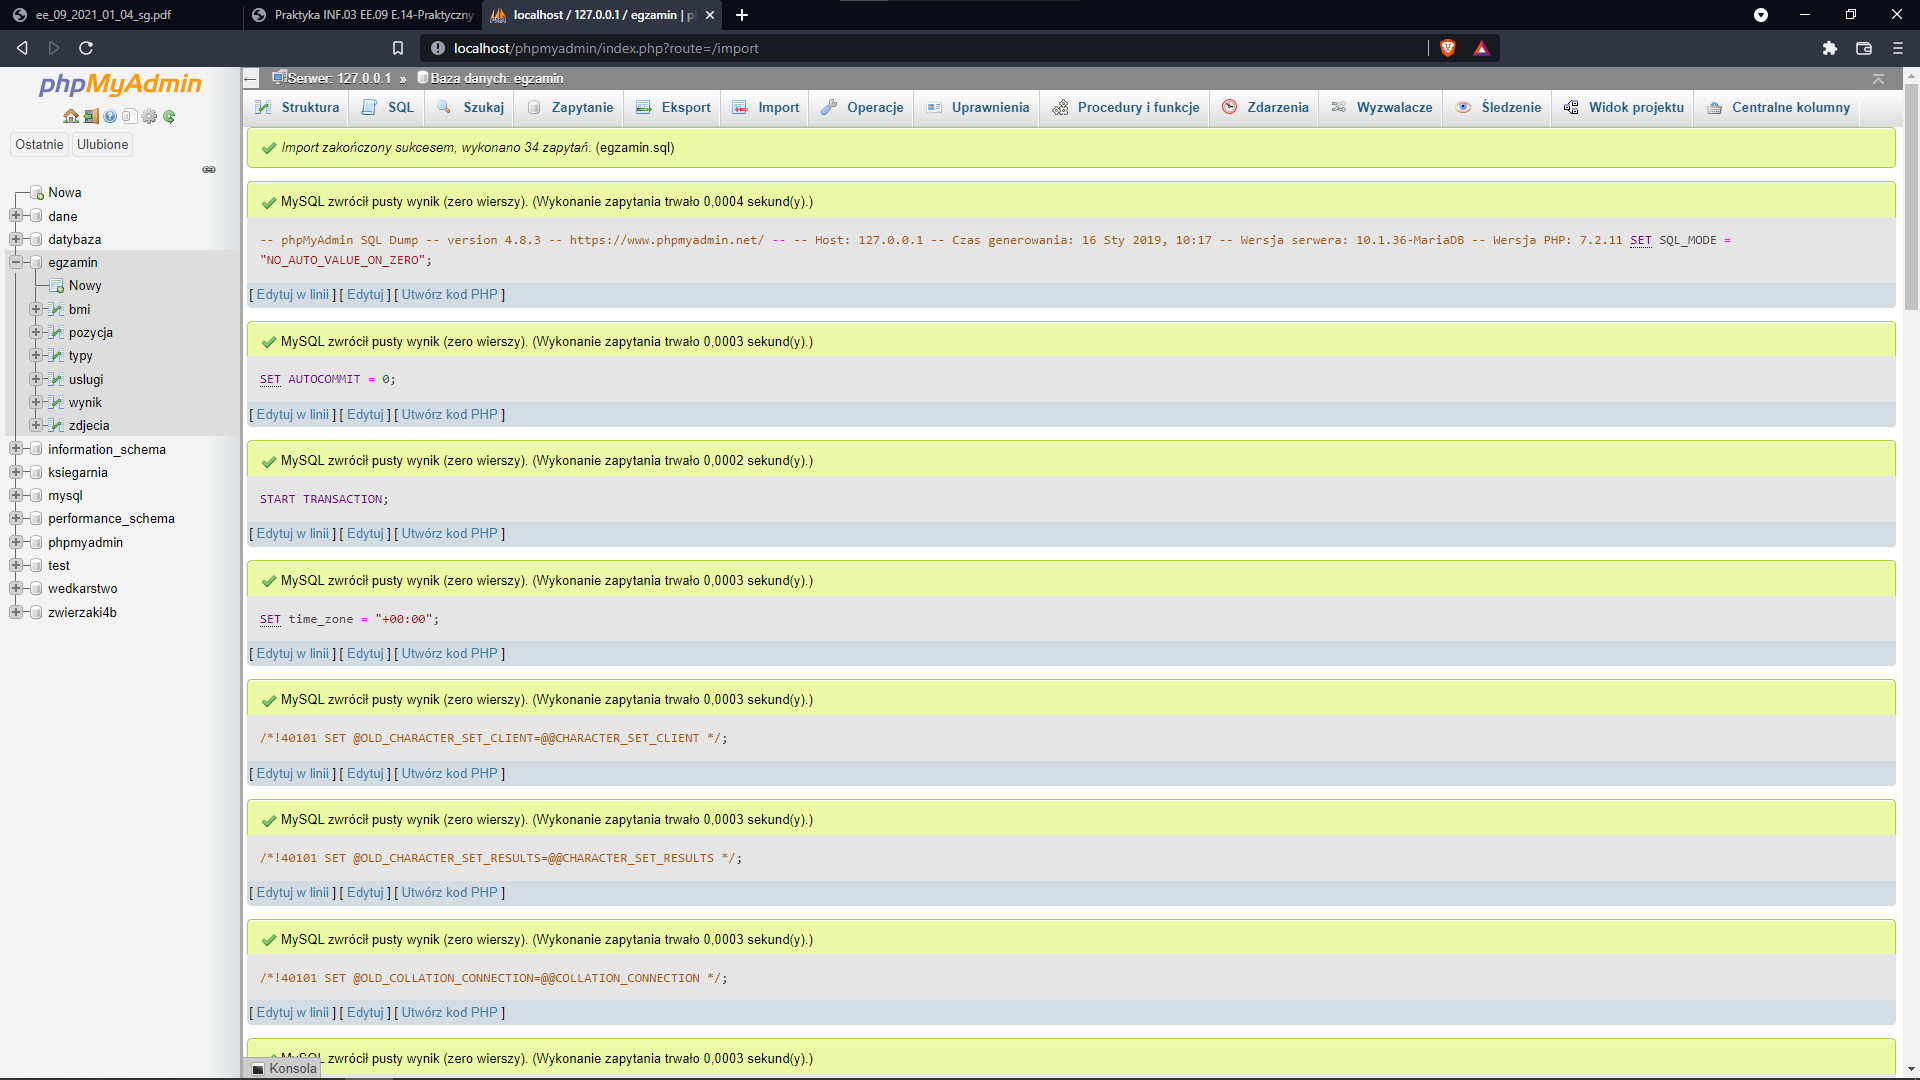 ee_09_2021_01_04_sg.pdf
Praktyka INF.03 EE.09 E.14-Praktyczny
localhost / 127.0.0.1 / egzamin | p
localhost/phpmyadmin/index.php?route=/import
phpMyAdmin
Ostatnie
Ulubione
Nowa
dane
datybaza
egzamin
Nowy
bmi
pozycja
typy
uslugi
wynik
zdjecia
information_schema
ksiegarnia
mysql
performance_schema
phpmyadmin
test
wedkarstwo
zwierzaki4b
Serwer: 127.0.0.1 » Baza danych: egzamin
Struktura SQL Szukaj Zapytanie Eksport Import Operacje Uprawnienia Procedury i funkcje Zdarzenia Wyzwalacze Śledzenie Widok projektu Centralne kolumny
Import zakończony sukcesem, wykonano 34 zapytań. (egzamin.sql)
MySQL zwrócił pusty wynik (zero wierszy). (Wykonanie zapytania trwało 0,0004 sekund(y).)
-- phpMyAdmin SQL Dump -- version 4.8.3 -- https://www.phpmyadmin.net/ -- -- Host: 127.0.0.1 -- Czas generowania: 16 Sty 2019, 10:17 -- Wersja serwera: 10.1.36-MariaDB -- Wersja PHP: 7.2.11 SET SQL_MODE =
"NO_AUTO_VALUE_ON_ZERO";
[ Edytuj w linii ] [ Edytuj ] [ Utwórz kod PHP ]
MySQL zwrócił pusty wynik (zero wierszy). (Wykonanie zapytania trwało 0,0003 sekund(y).)
SET AUTOCOMMIT = 0;
[ Edytuj w linii ] [ Edytuj ] [ Utwórz kod PHP ]
MySQL zwrócił pusty wynik (zero wierszy). (Wykonanie zapytania trwało 0,0002 sekund(y).)
START TRANSACTION;
[ Edytuj w linii ] [ Edytuj ] [ Utwórz kod PHP ]
MySQL zwrócił pusty wynik (zero wierszy). (Wykonanie zapytania trwało 0,0003 sekund(y).)
SET time_zone = "+00:00";
[ Edytuj w linii ] [ Edytuj ] [ Utwórz kod PHP ]
MySQL zwrócił pusty wynik (zero wierszy). (Wykonanie zapytania trwało 0,0003 sekund(y).)
/*!40101 SET @OLD_CHARACTER_SET_CLIENT=@@CHARACTER_SET_CLIENT */;
[ Edytuj w linii ] [ Edytuj ] [ Utwórz kod PHP ]
MySQL zwrócił pusty wynik (zero wierszy). (Wykonanie zapytania trwało 0,0003 sekund(y).)
/*!40101 SET @OLD_CHARACTER_SET_RESULTS=@@CHARACTER_SET_RESULTS */;
[ Edytuj w linii ] [ Edytuj ] [ Utwórz kod PHP ]
MySQL zwrócił pusty wynik (zero wierszy). (Wykonanie zapytania trwało 0,0003 sekund(y).)
/*!40101 SET @OLD_COLLATION_CONNECTION=@@COLLATION_CONNECTION */;
[ Edytuj w linii ] [ Edytuj ] [ Utwórz kod PHP ]
MySQL zwrócił pusty wynik (zero wierszy). (Wykonanie zapytania trwało 0,0003 sekund(y).)
Konsola